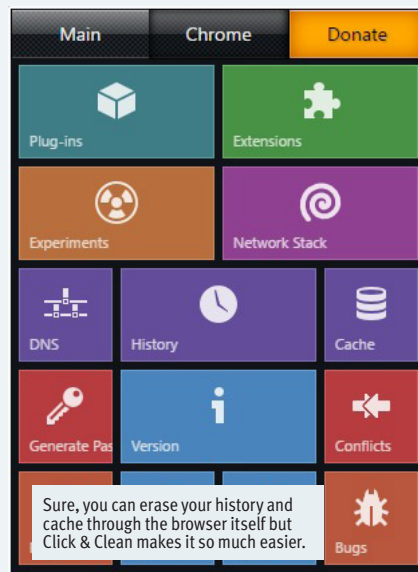 Main Chrome Donate
Plug-ins Extensions
Experiments Network Stack
DNS History Cache
Generate Pas Version Conflicts
Sure, you can erase your history and
cache through the browser itself but
Click & Clean makes it so much easier.
Bugs